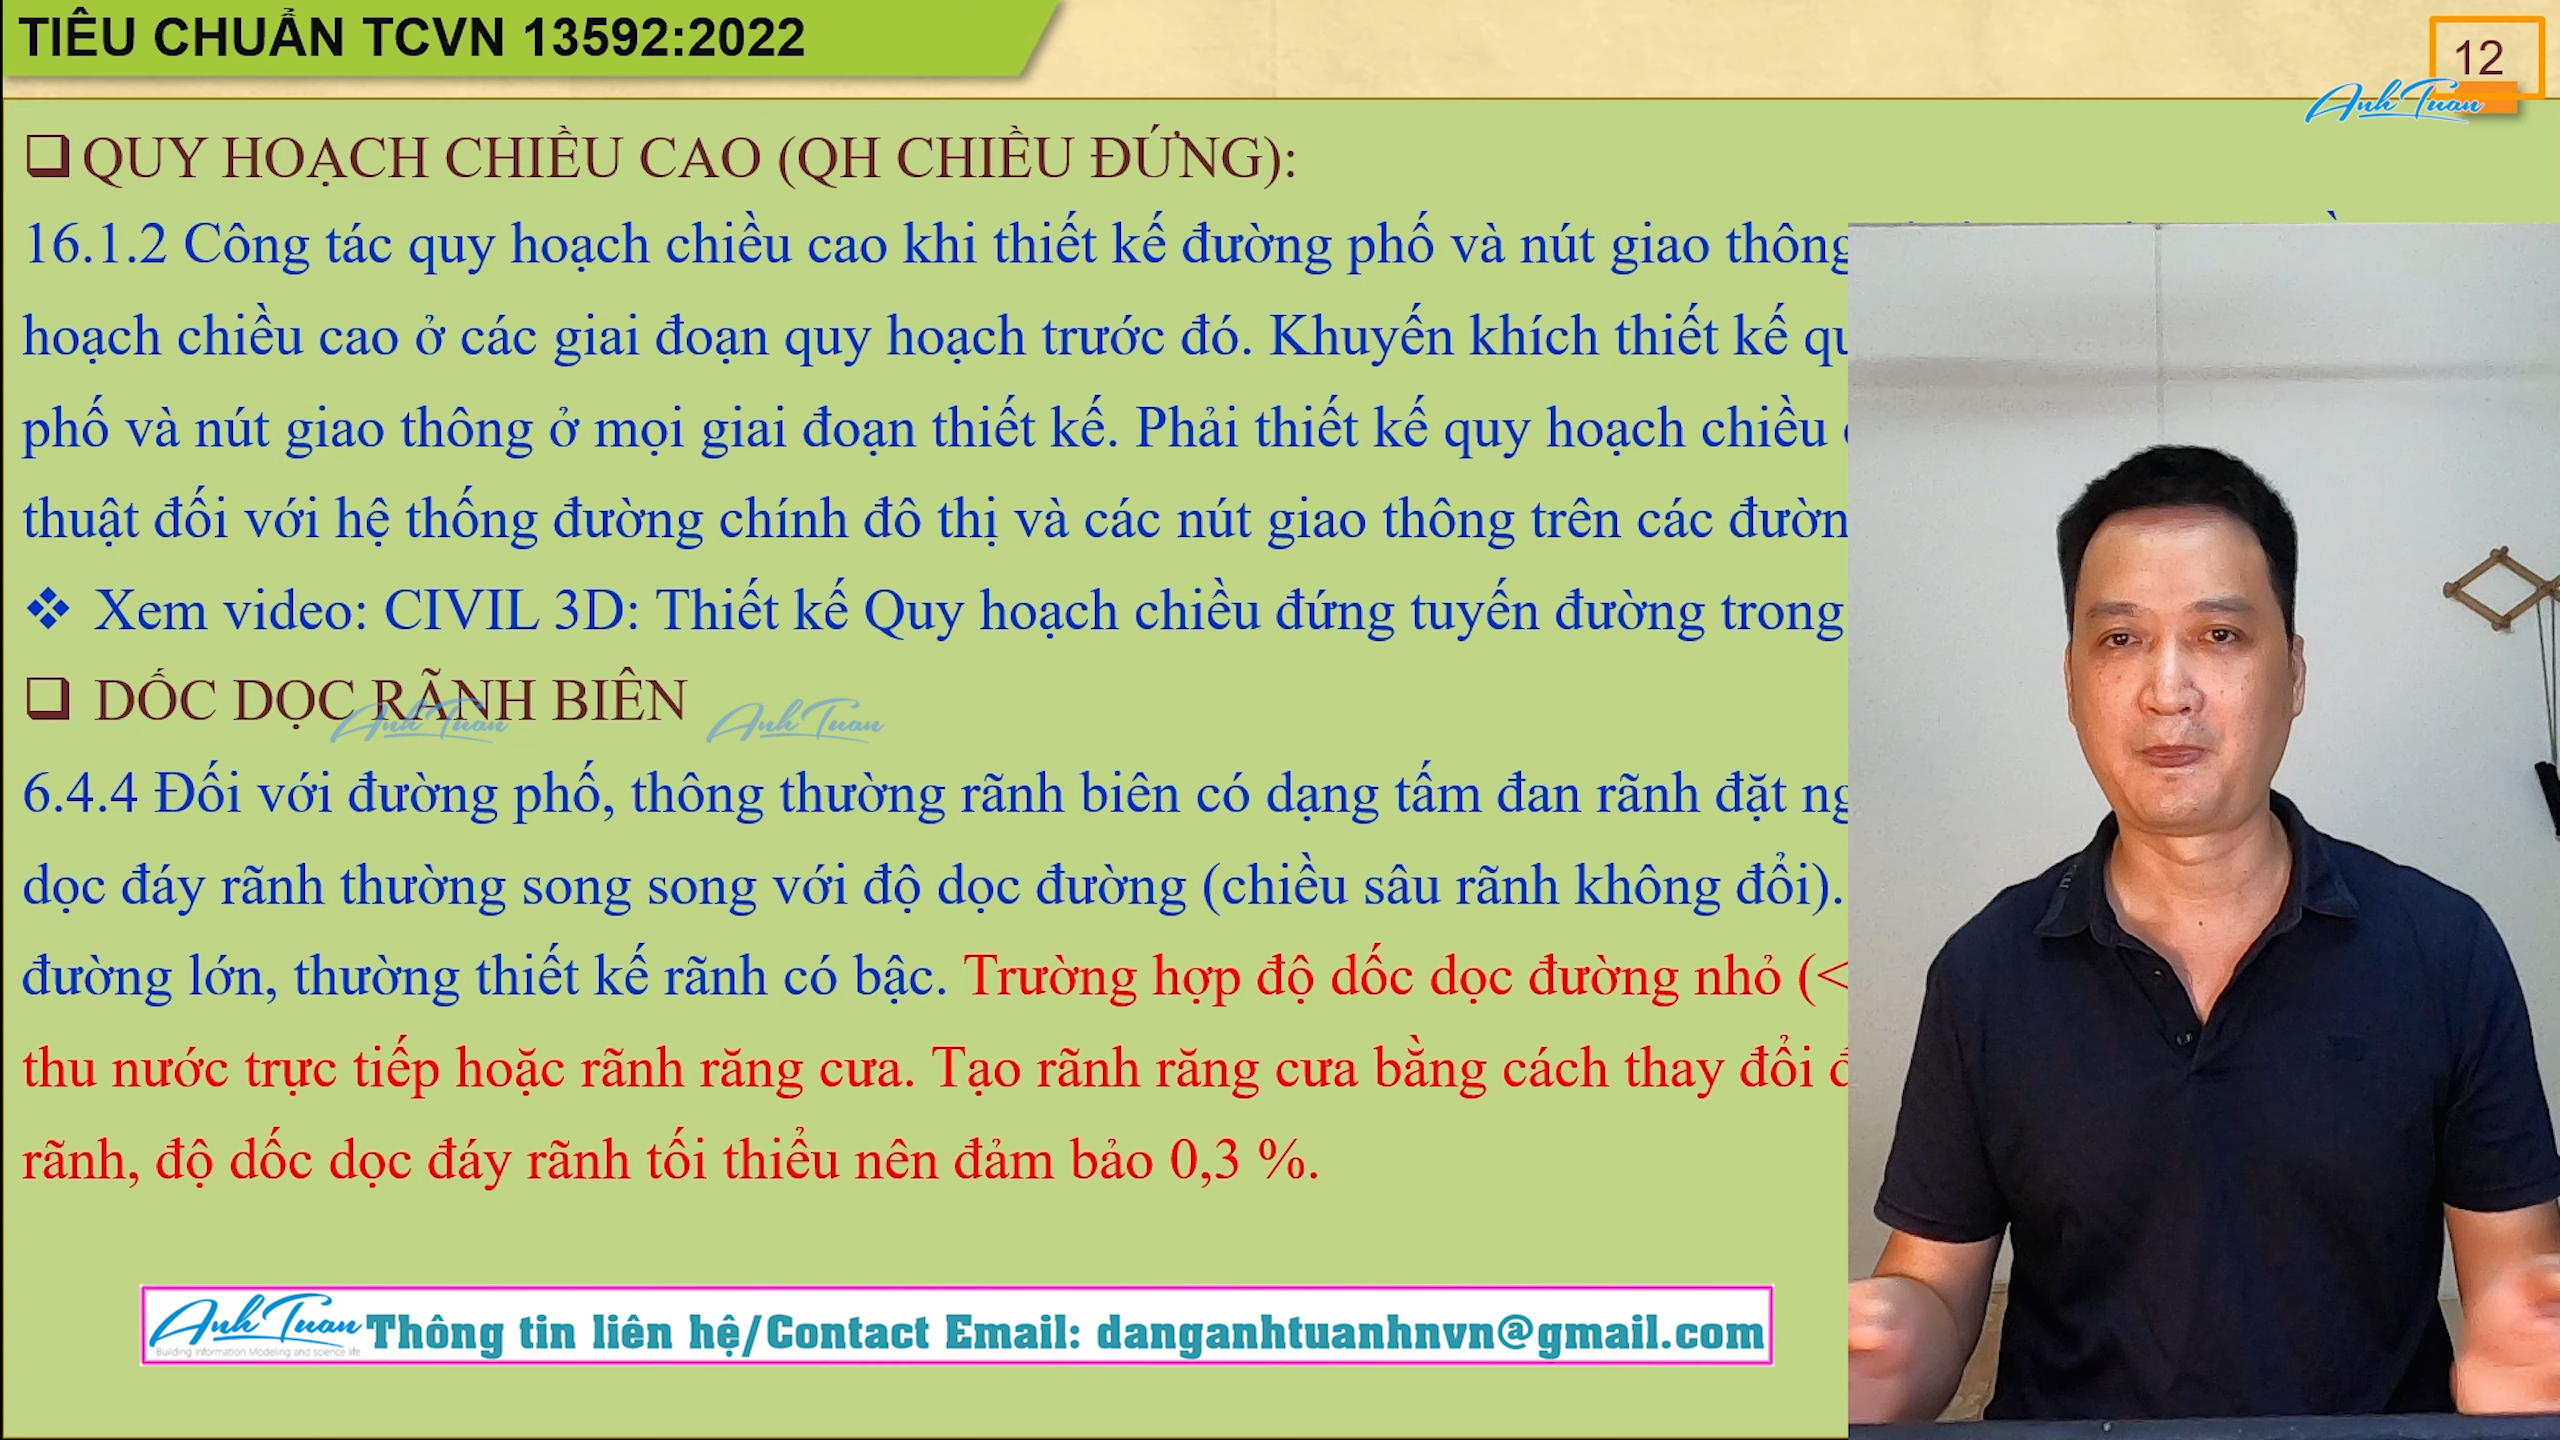 TIÊU CHUẨN TCVN 13592:2022
12
Anh Tuan
QUY HOẠCH CHIỀU CAO (QH CHIỀU ĐỨNG):
16.1.2 Công tác quy hoạch chiều cao khi thiết kế đường phố và nút giao thông
hoạch chiều cao ở các giai đoạn quy hoạch trước đó. Khuyến khích thiết kế
phố và nút giao thông ở mọi giai đoạn thiết kế. Phải thiết kế quy hoạch chiều
thuật đối với hệ thống đường chính đô thị và các nút giao thông trên các
Xem video: CIVIL 3D: Thiết kế Quy hoạch chiều đứng tuyến đường trong
DỐC DỌC RÃNH BIÊN
Anh Tuan Anh Tuan
6.4.4 Đối với đường phố, thông thường rãnh biên có dạng tấm đan rãnh đặt
dọc đáy rãnh thường song song với độ dọc đường (chiều sâu rãnh không đổi).
đường lớn, thường thiết kế rãnh có bậc. Trường hợp độ dốc dọc đường nhỏ (<
thu nước trực tiếp hoặc rãnh răng cưa. Tạo rãnh răng cưa bằng cách thay đổi
rãnh, độ dốc dọc đáy rãnh tối thiểu nên đảm bảo 0,3 %.
Anh Tuan Thông tin liên hệ/Contact Email: danganhtuanhnvn@gmail.com
Building Information Modeling and science life